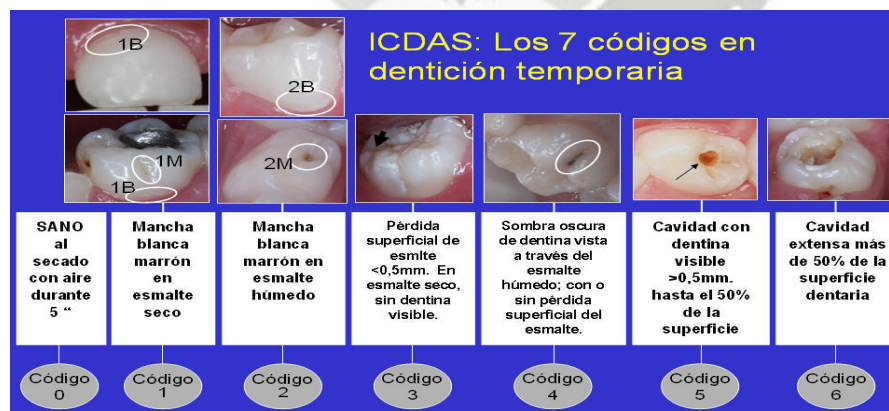 ICDAS: Los 7 códigos en
dentición temporaria
1B
2B
1M
1B
2M
SANO
al
secado
con aire
durante
5 “
Mancha
blanca
marrón
en
esmalte
seco
Mancha
blanca
marrón en
esmalte
húmedo
Pérdida
superficial de
esmlte
<0,5mm. En
esmalte seco,
sin dentina
visible.
Sombra oscura
de dentina vista
a través del
esmalte
húmedo; con o
sin pérdida
superficial del
esmalte.
Cavidad con
dentina
visible
>0,5mm.
hasta el 50%
de la
superficie
Cavidad
extensa más
de 50% de la
superficie
dentaria
Código
0
Código
1
Código
2
Código
3
Código
4
Código
5
Código
6